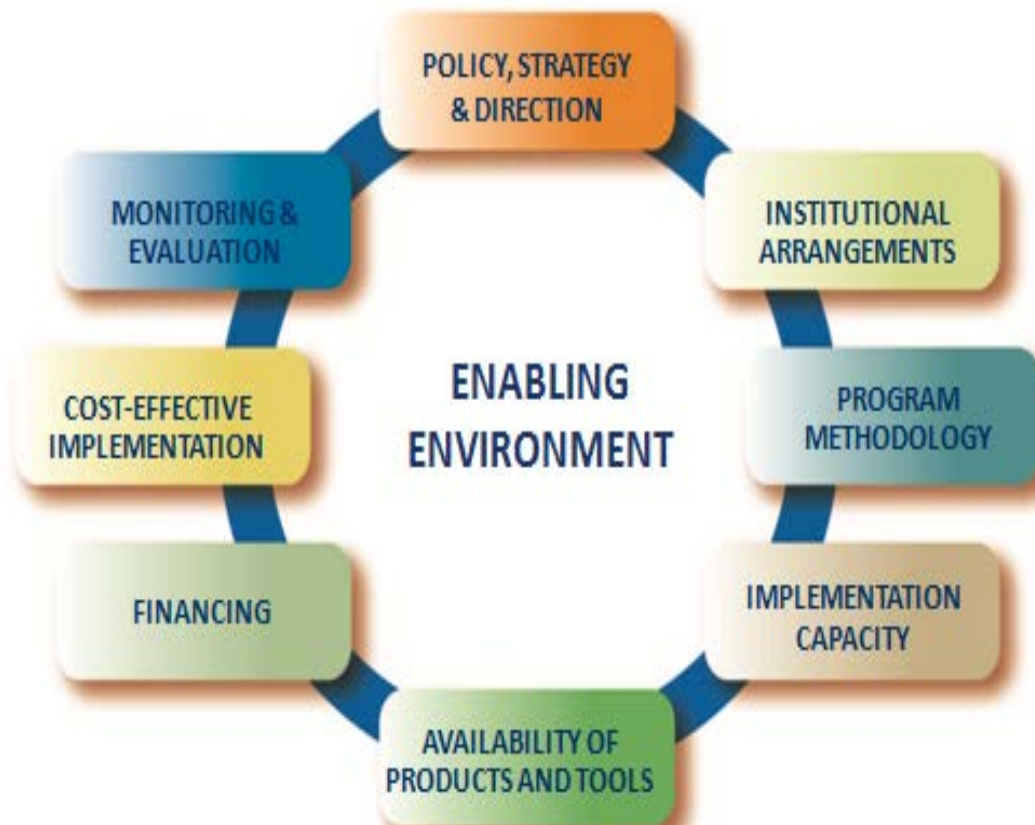 POLICY, STRATEGY
& DIRECTION
INSTITUTIONAL
ARRANGEMENTS
PROGRAM
METHODOLOGY
IMPLEMENTATION
CAPACITY
AVAILABILITY OF
PRODUCTS AND TOOLS
FINANCING
COST-EFFECTIVE
IMPLEMENTATION
MONITORING &
EVALUATION
ENABLING
ENVIRONMENT